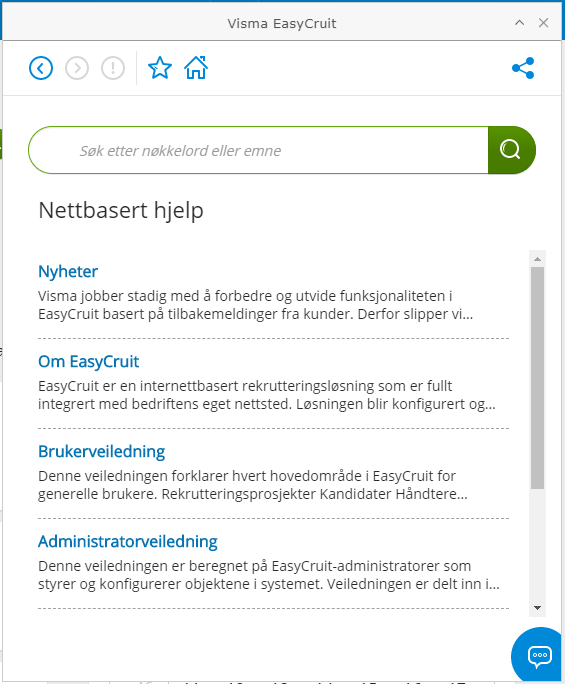 Visma EasyCruit
Søk etter nøkkelord eller emne
Nettbasert hjelp
Nyheter
Visma jobber stadig med å forbedre og utvide funksjonaliteten i
EasyCruit basert på tilbakemeldinger fra kunder. Derfor slipper vi...
Om EasyCruit
EasyCruit er en internettbasert rekrutteringsløsning som er fullt
integrert med bedriftens eget nettsted. Løsningen blir konfigurert og...
Brukerveiledning
Denne veiledningen forklarer hvert hovedområde i EasyCruit for
generelle brukere. Rekrutteringsprosjekter Kandidater Håndtere...
Administratorveiledning
Denne veiledningen er beregnet på EasyCruit-administratorer som
styrer og konfigurerer objektene i systemet. Veiledningen er delt inn i...